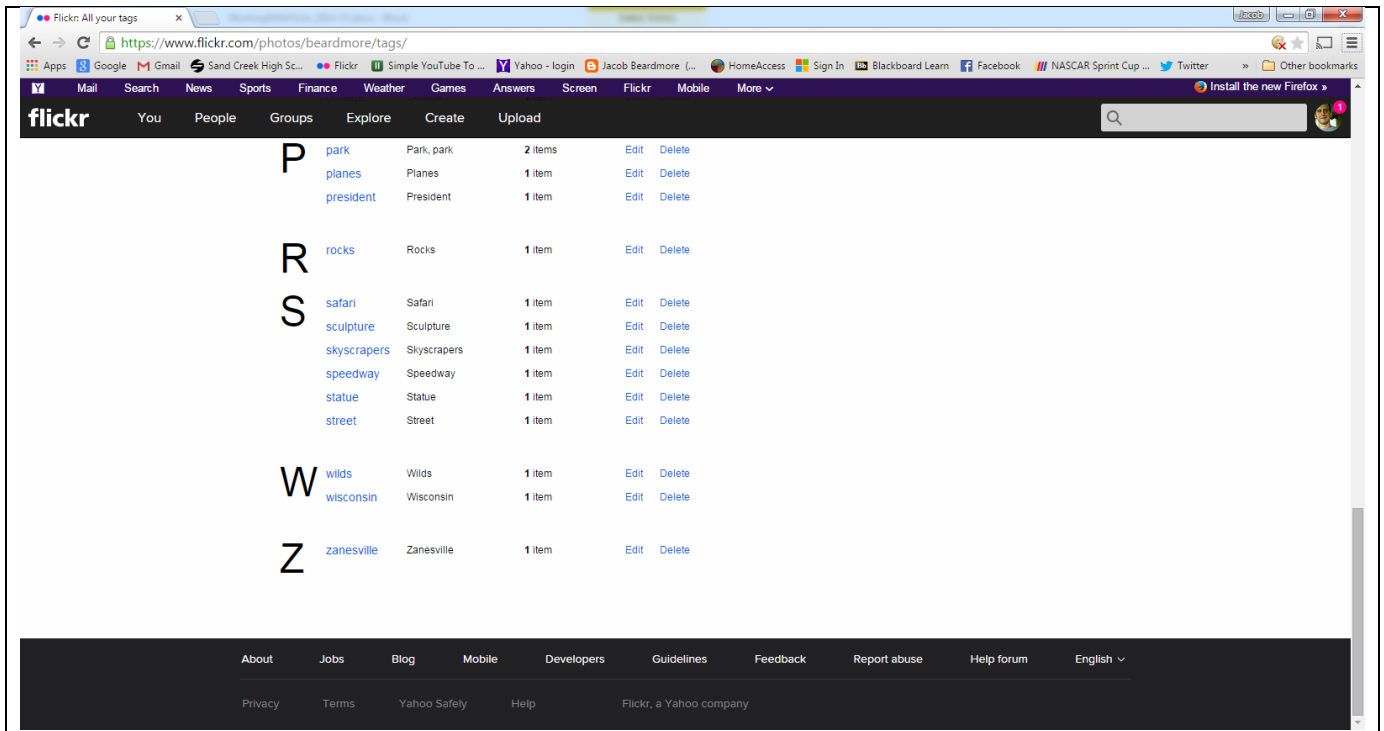 Flickr: All your tags
Jacob
https://www.flickr.com/photos/beardmore/tags/
Apps Google Gmail Sand Creek High Sc... Flickr Simple YouTube To ... Yahoo - login Jacob Beardmore (... HomeAccess Sign In Blackboard Learn Facebook NASCAR Sprint Cup ... Twitter » Other bookmarks
Y Mail Search News Sports Finance Weather Games Answers Screen Flickr Mobile More Install the new Firefox »
flickr You People Groups Explore Create Upload 1
P park Park, park 2 items Edit Delete
planes Planes 1 item Edit Delete
president President 1 item Edit Delete
R rocks Rocks 1 item Edit Delete
S safari Safari 1 item Edit Delete
sculpture Sculpture 1 item Edit Delete
skyscrapers Skyscrapers 1 item Edit Delete
speedway Speedway 1 item Edit Delete
statue Statue 1 item Edit Delete
street Street 1 item Edit Delete
W wilds Wilds 1 item Edit Delete
wisconsin Wisconsin 1 item Edit Delete
Z zanesville Zanesville 1 item Edit Delete
About Jobs Blog Mobile Developers Guidelines Feedback Report abuse Help forum English
Privacy Terms Yahoo Safely Help Flickr, a Yahoo company